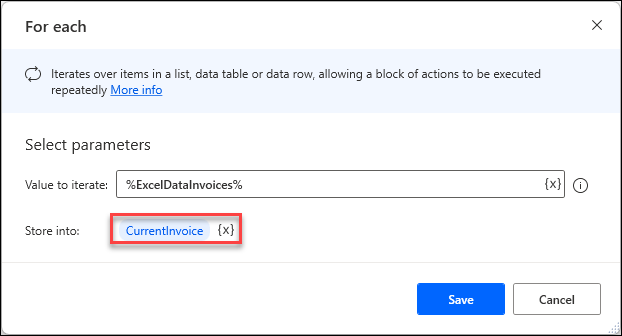 For each
Iterates over items in a list, data table or data row, allowing a block of actions to be executed
repeatedly More info
Select parameters
Value to iterate: %ExcelDataInvoices% {x}
Store into: CurrentInvoice {x}
Save Cancel